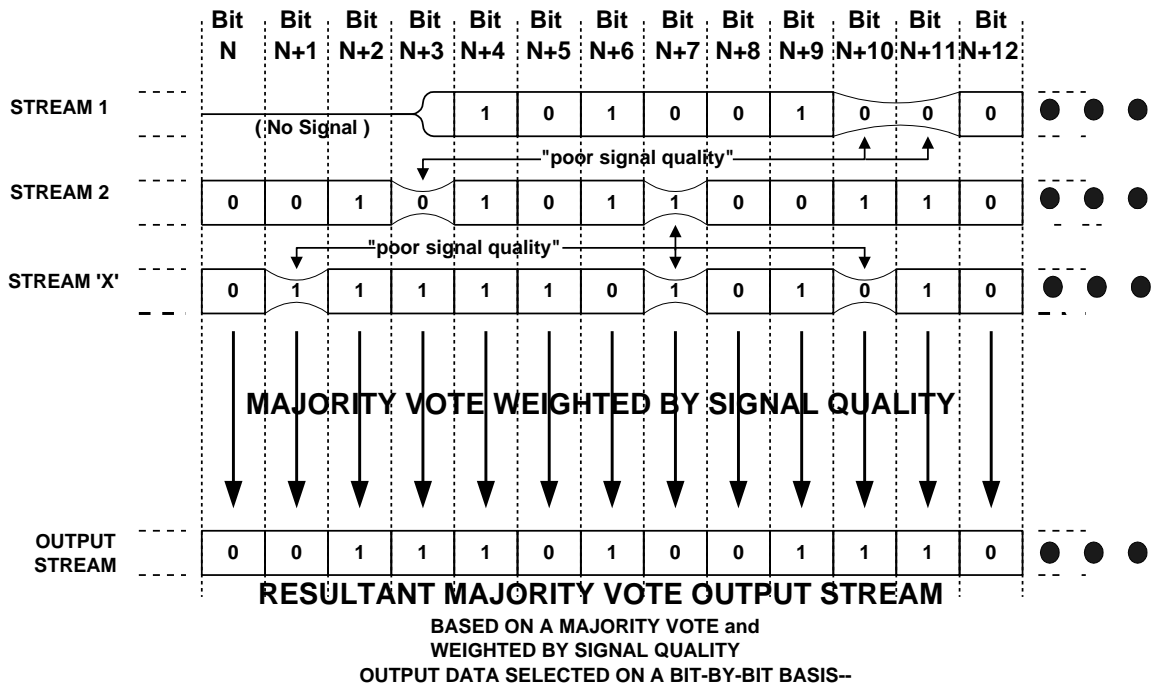 Bit Bit Bit Bit Bit Bit Bit Bit Bit Bit Bit Bit Bit
N N+1 N+2 N+3 N+4 N+5 N+6 N+7 N+8 N+9 N+10 N+11 N+12
STREAM 1 1 0 1 0 0 1 0 0 0
( No Signal )
"poor signal quality"
STREAM 2 0 0 1 0 1 0 1 1 0 0 1 1 0
"poor signal quality"
STREAM 'X' 0 1 1 1 1 1 0 1 0 1 0 1 0
MAJORITY VOTE WEIGHTED BY SIGNAL QUALITY
OUTPUT
STREAM 0 0 1 1 1 0 1 0 0 1 1 1 0
RESULTANT MAJORITY VOTE OUTPUT STREAM
BASED ON A MAJORITY VOTE and
WEIGHTED BY SIGNAL QUALITY
OUTPUT DATA SELECTED ON A BIT-BY-BIT BASIS--